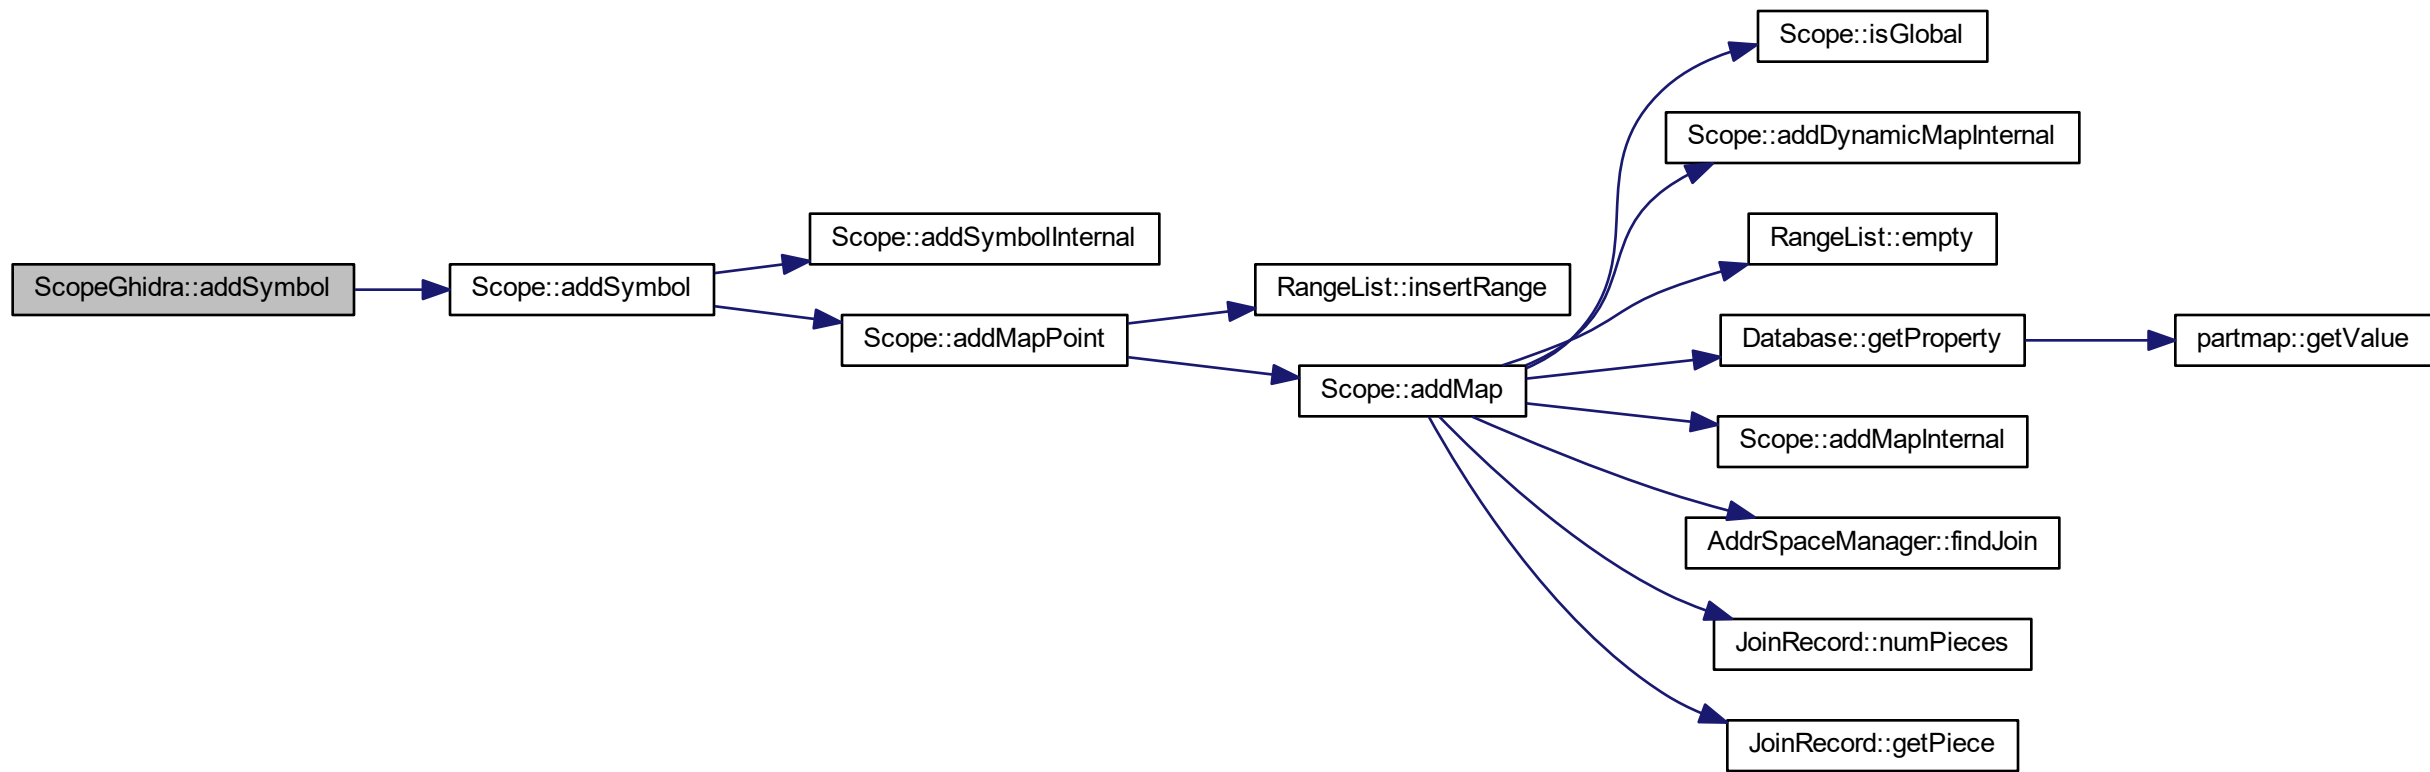 Scope::isGlobal
Scope::addDynamicMapInternal
Scope::addSymbolInternal
RangeList::empty
ScopeGhidra::addSymbol
Scope::addSymbol
RangeList::insertRange
Scope::addMapPoint
Database::getProperty
partmap::getValue
Scope::addMap
Scope::addMapInternal
AddrSpaceManager::findJoin
JoinRecord::numPieces
JoinRecord::getPiece